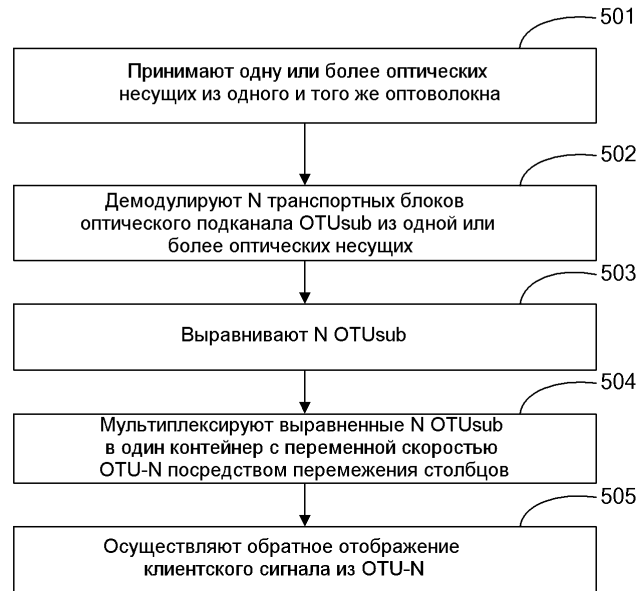 501
Принимают одну или более оптических
несущих из одного и того же оптоволокна
502
Демодулируют N транспортных блоков
оптического подканала OTUsub из одной или
более оптических несущих
503
Выравнивают N OTUsub
504
Мультиплексируют выравненные N OTUsub
в один контейнер с переменной скоростью
OTU-N посредством перемежения столбцов
505
Осуществляют обратное отображение
клиентского сигнала из OTU-N